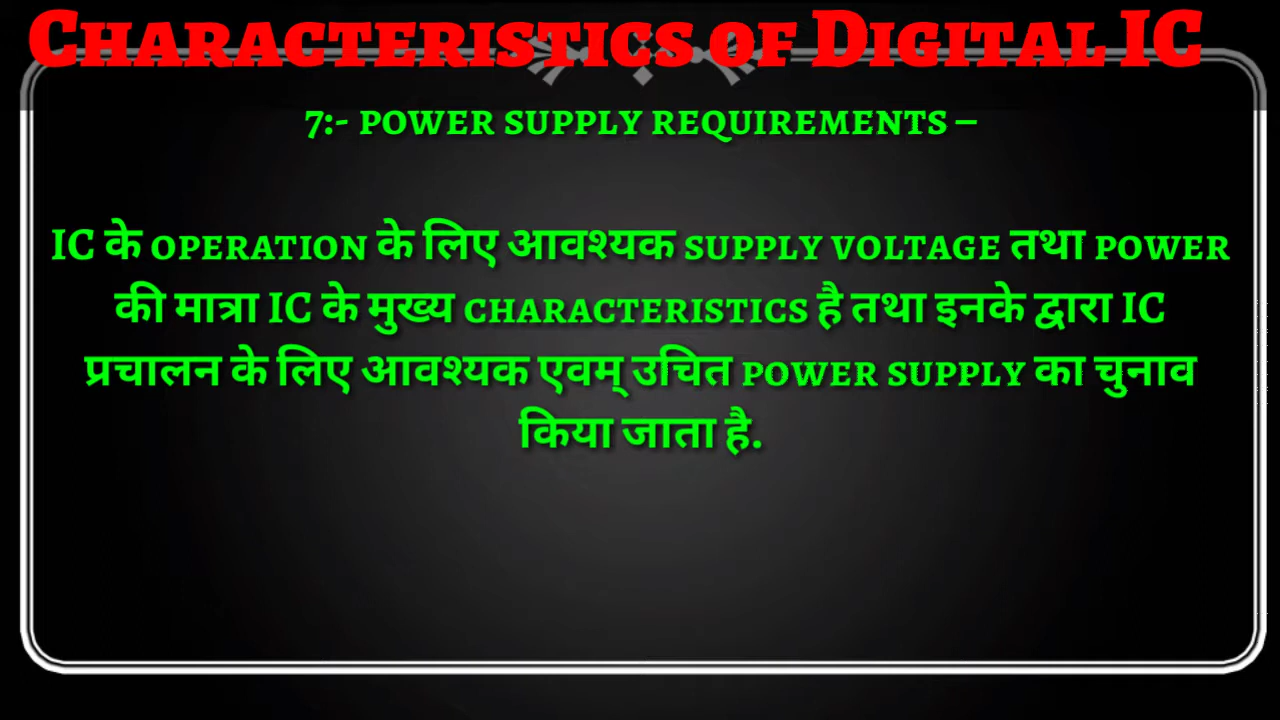 Characteristics of Digital IC
7:- power supply requirements –
IC के operation के लिए आवश्यक supply voltage तथा power
की मात्रा IC के मुख्य characteristics है तथा इनके द्वारा IC
प्रचालन के लिए आवश्यक एवम् उचित power supply का चुनाव
किया जाता है.